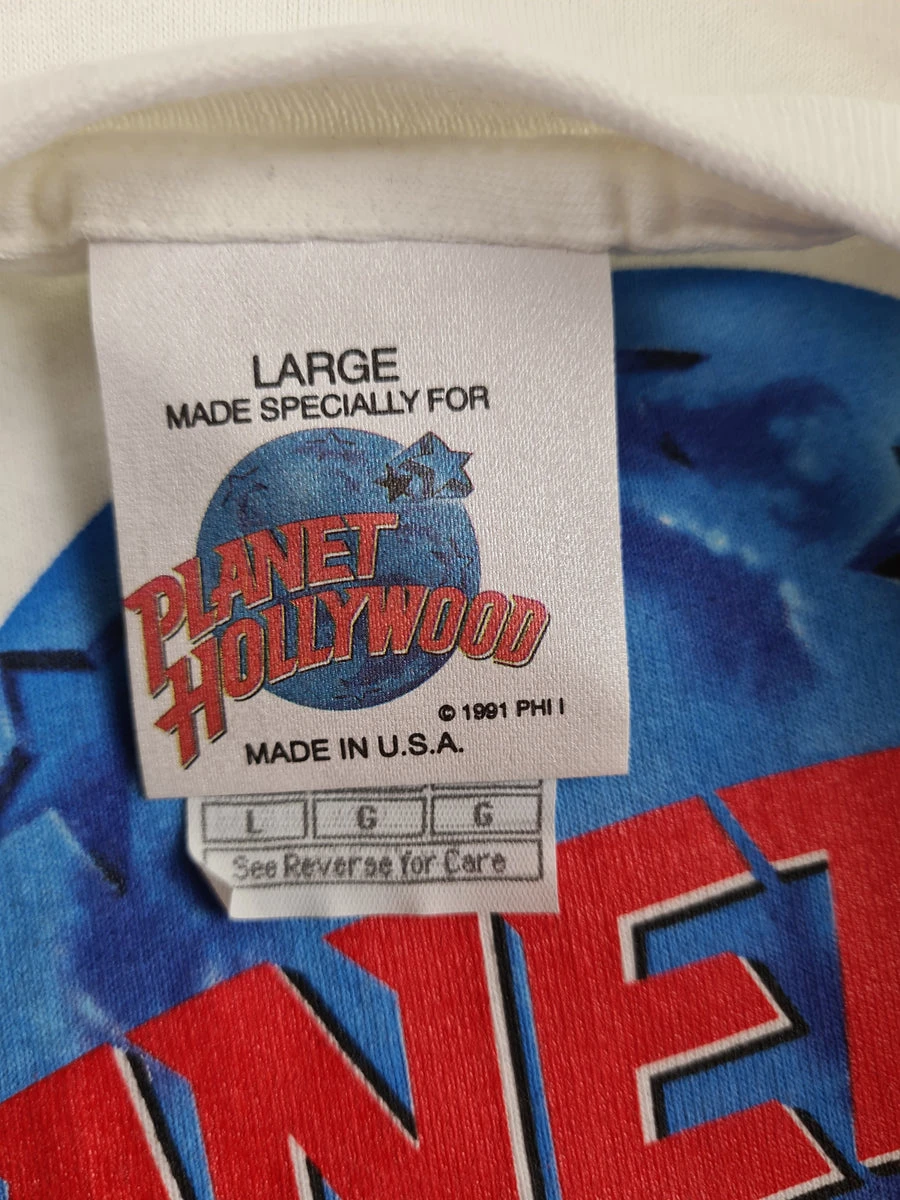 LARGE
MADE SPECIALLY FOR
PLANET
HOLLYWOOD
© 1991 PHI I
MADE IN U.S.A.
L G G
See Reverse for Care